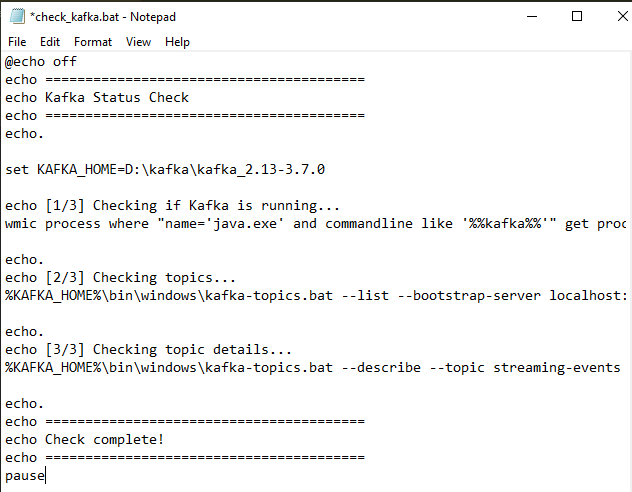 *check_kafka.bat - Notepad
File Edit Format View Help
@echo off
echo ========================================
echo Kafka Status Check
echo ========================================
echo.
set KAFKA_HOME=D:\kafka\kafka_2.13-3.7.0
echo [1/3] Checking if Kafka is running...
wmic process where "name='java.exe' and commandline like '%%kafka%%'" get proc
echo.
echo [2/3] Checking topics...
%KAFKA_HOME%\bin\windows\kafka-topics.bat --list --bootstrap-server localhost:
echo.
echo [3/3] Checking topic details...
%KAFKA_HOME%\bin\windows\kafka-topics.bat --describe --topic streaming-events
echo.
echo ========================================
echo Check complete!
echo ========================================
pause